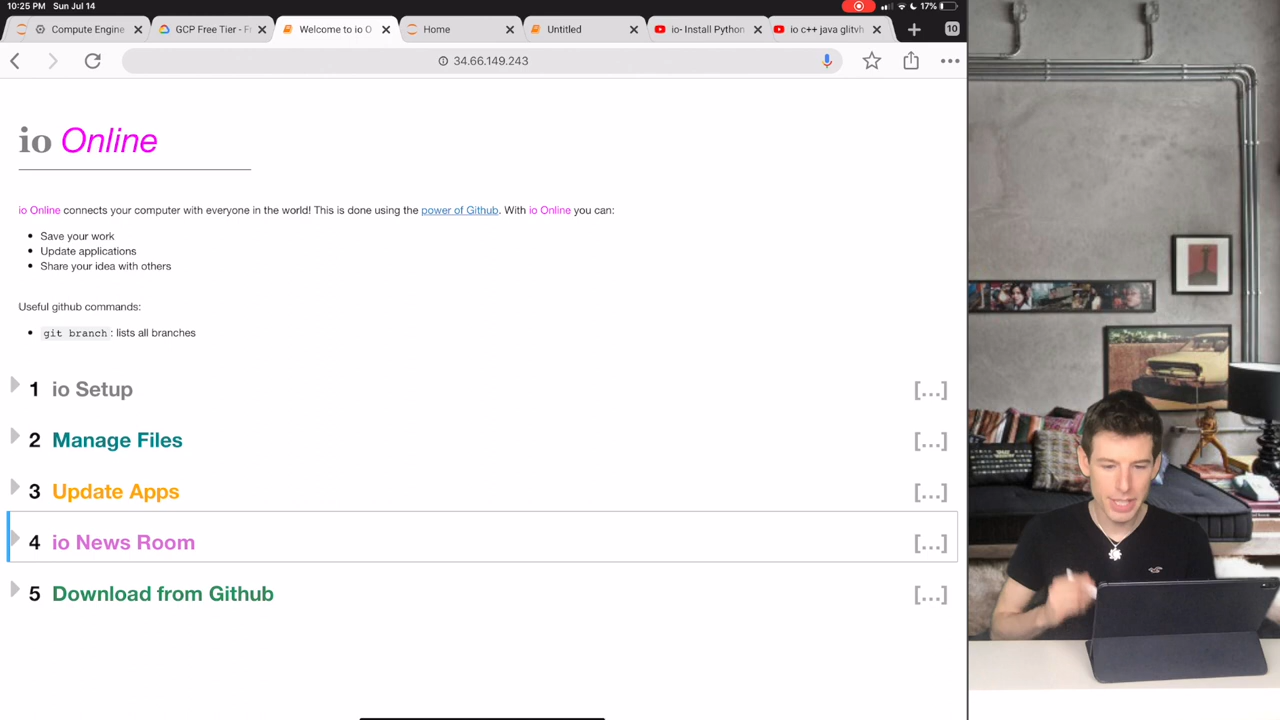 10:25 PM Sun Jul 14
17%
Compute Engine
GCP Free Tier - Fr
Welcome to io O
Home
Untitled
io- Install Python
io c++ java glitvh
10
34.66.149.243
io Online
io Online connects your computer with everyone in the world! This is done using the power of Github. With io Online you can:
• Save your work
• Update applications
• Share your idea with others
Useful github commands:
• git branch : lists all branches
1 io Setup [...]
2 Manage Files [...]
3 Update Apps [...]
4 io News Room [...]
5 Download from Github [...]